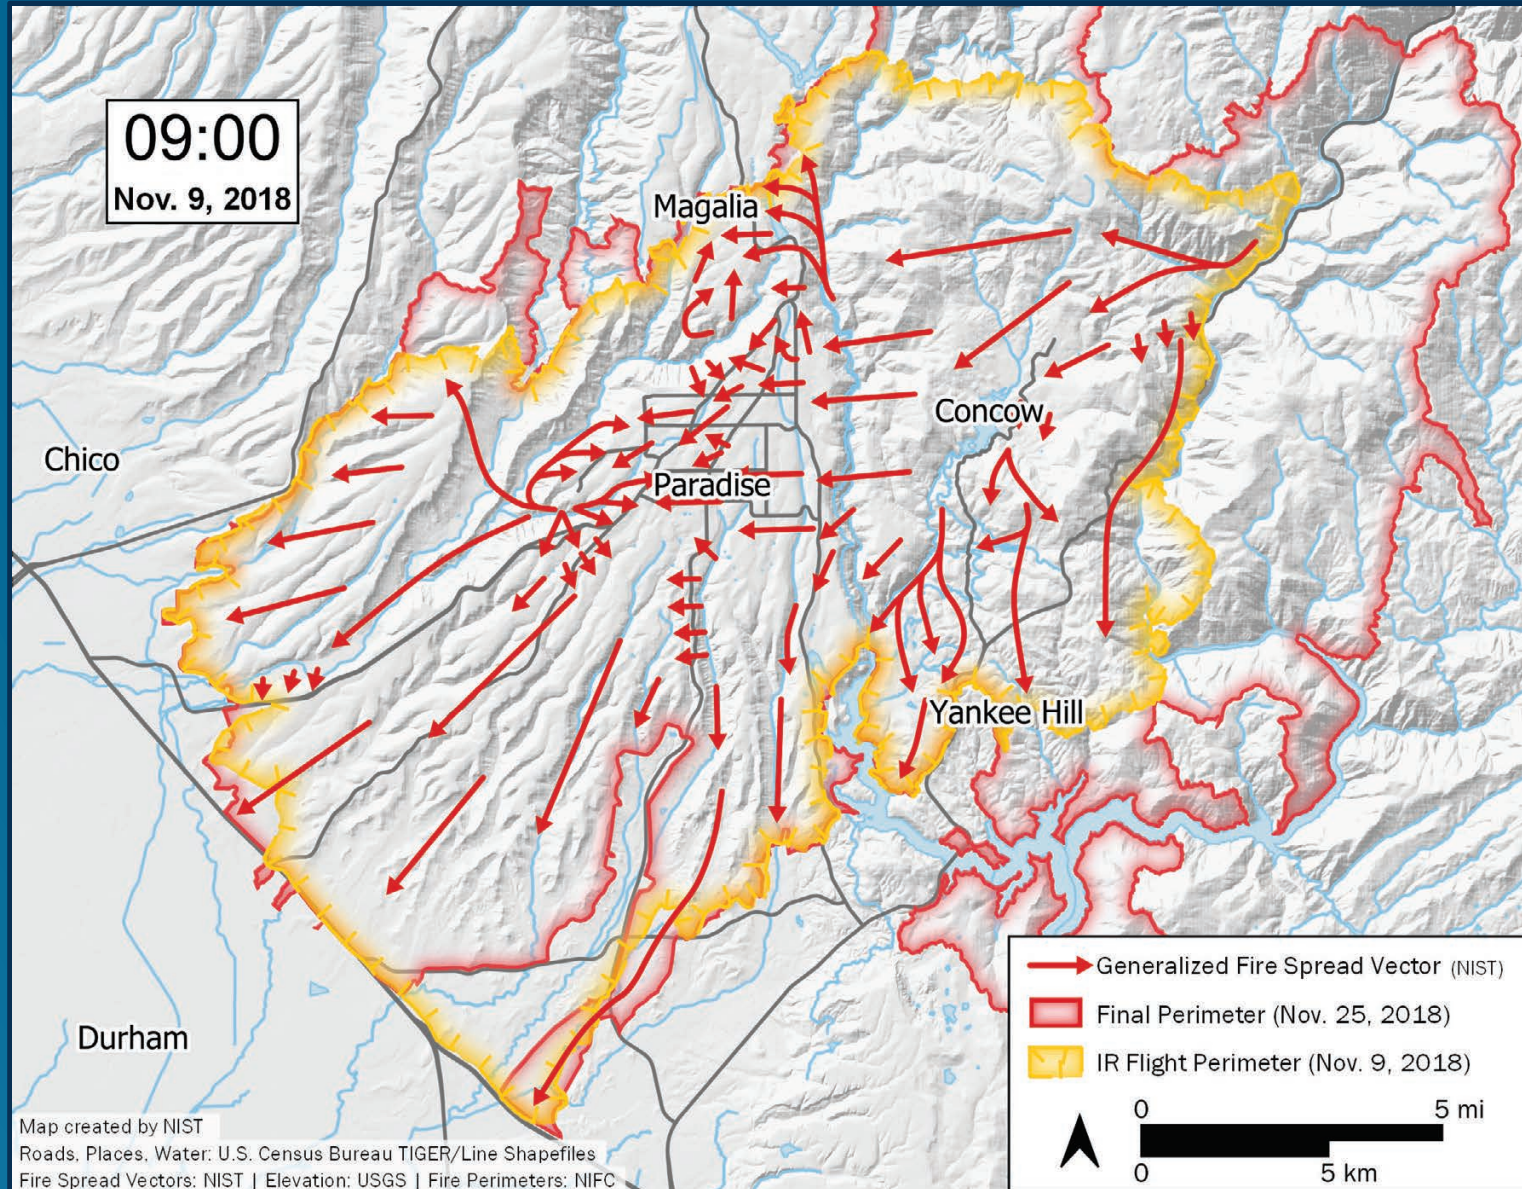 09:00
Nov. 9, 2018
Magalia
Concow
Chico
Paradise
Yankee Hill
Durham
Generalized Fire Spread Vector (NIST)
Final Perimeter (Nov. 25, 2018)
IR Flight Perimeter (Nov. 9, 2018)
0 5 mi
0 5 km
Map created by NIST
Roads, Places, Water: U.S. Census Bureau TIGER/Line Shapefiles
Fire Spread Vectors: NIST | Elevation: USGS | Fire Perimeters: NIFC